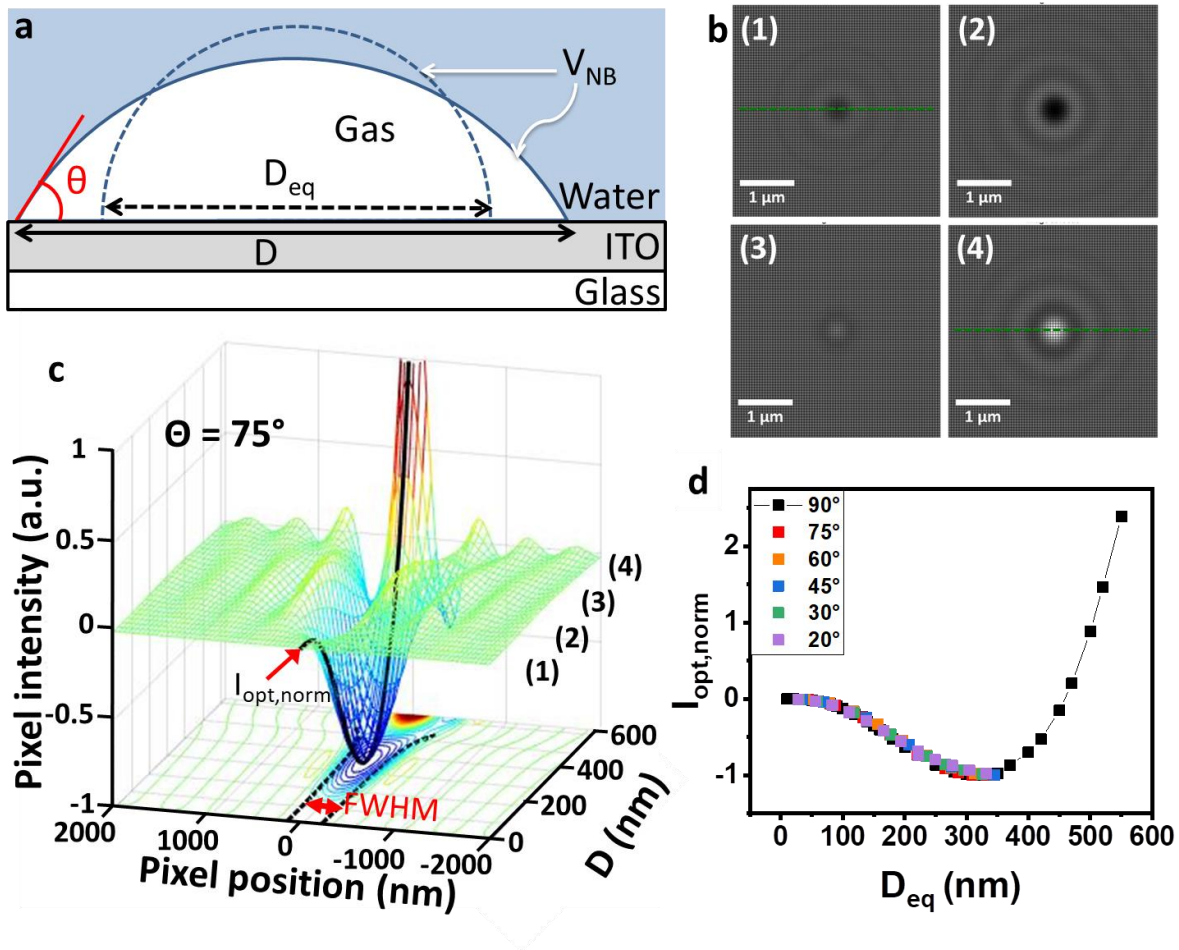 a
V_NB
Gas
θ
D_eq
Water
D
ITO
Glass
b
(1)
(2)
1 µm
1 µm
(3)
(4)
1 µm
1 µm
c
Θ = 75°
Pixel intensity (a.u.)
1
0.5
0
-0.5
-1
(4)
(3)
(2)
(1)
I_opt,norm
FWHM
2000
1000
0
-1000
-2000
Pixel position (nm)
0
200
400
600
D (nm)
d
90°
75°
60°
45°
30°
20°
I_opt,norm
2
1
0
-1
0
100
200
300
400
500
600
D_eq (nm)